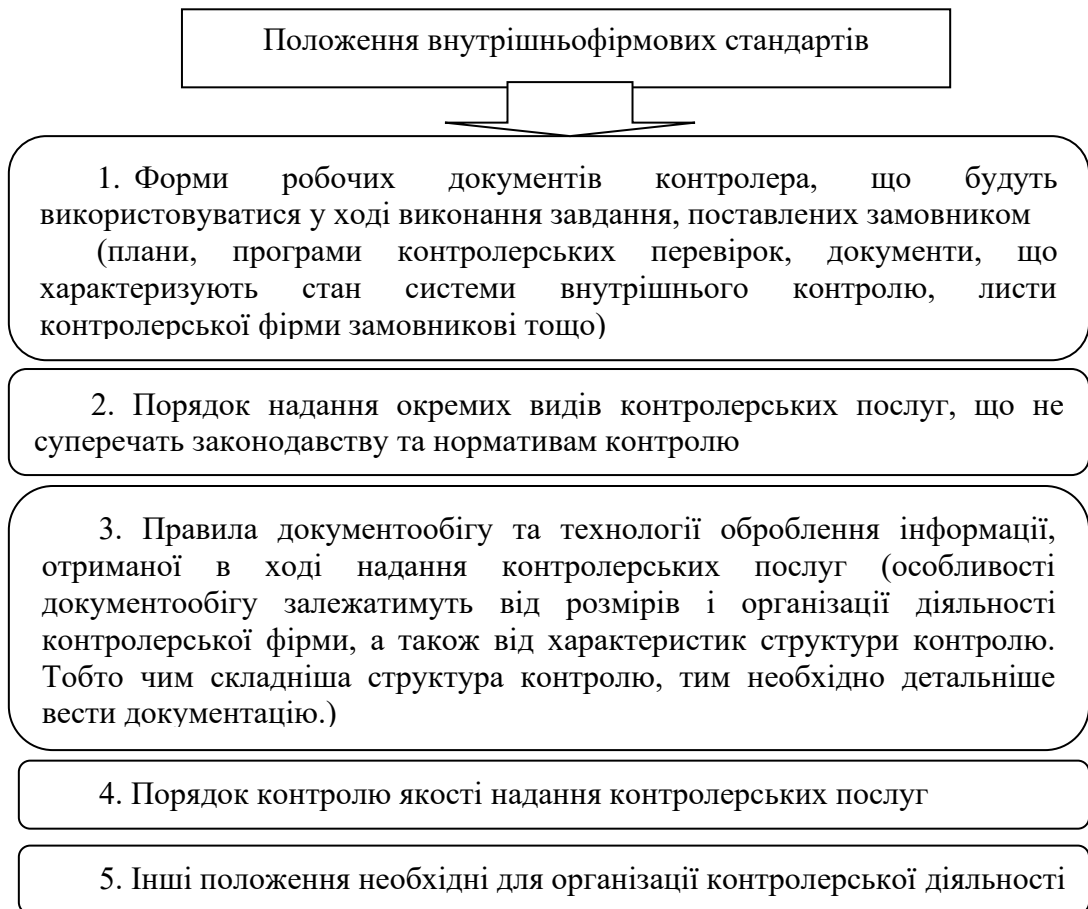 Положення внутрішньофірмових стандартів
1. Форми робочих документів контролера, що будуть
використовуватися у ході виконання завдання, поставлених замовником
(плани, програми контролерських перевірок, документи, що
характеризують стан системи внутрішнього контролю, листи
контролерської фірми замовникові тощо)
2. Порядок надання окремих видів контролерських послуг, що не
суперечать законодавству та нормативам контролю
3. Правила документообігу та технології оброблення інформації,
отриманої в ході надання контролерських послуг (особливості
документообігу залежатимуть від розмірів і організації діяльності
контролерської фірми, а також від характеристик структури контролю.
Тобто чим складніша структура контролю, тим необхідно детальніше
вести документацію.)
4. Порядок контролю якості надання контролерських послуг
5. Інші положення необхідні для організації контролерської діяльності